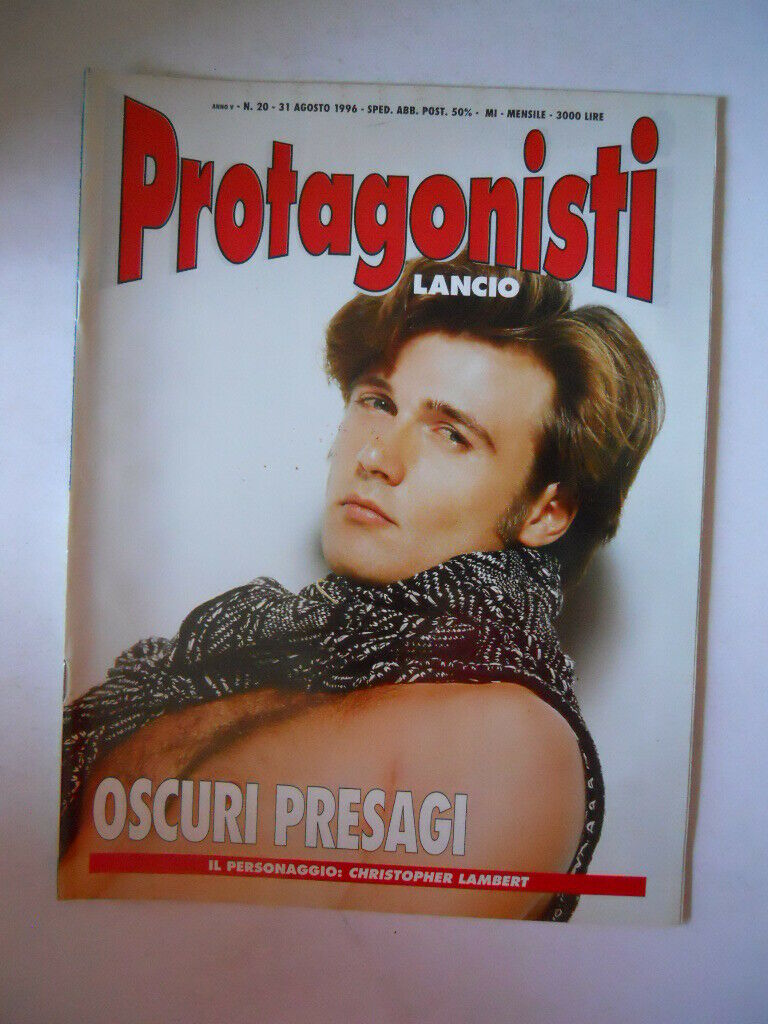 ANNO V - N. 20 - 31 AGOSTO 1996 - SPED. ABB. POST. 50% - MI - MENSILE - 3000 LIRE
Protagonisti
LANCIO
OSCURI PRESAGI
IL PERSONAGGIO: CHRISTOPHER LAMBERT